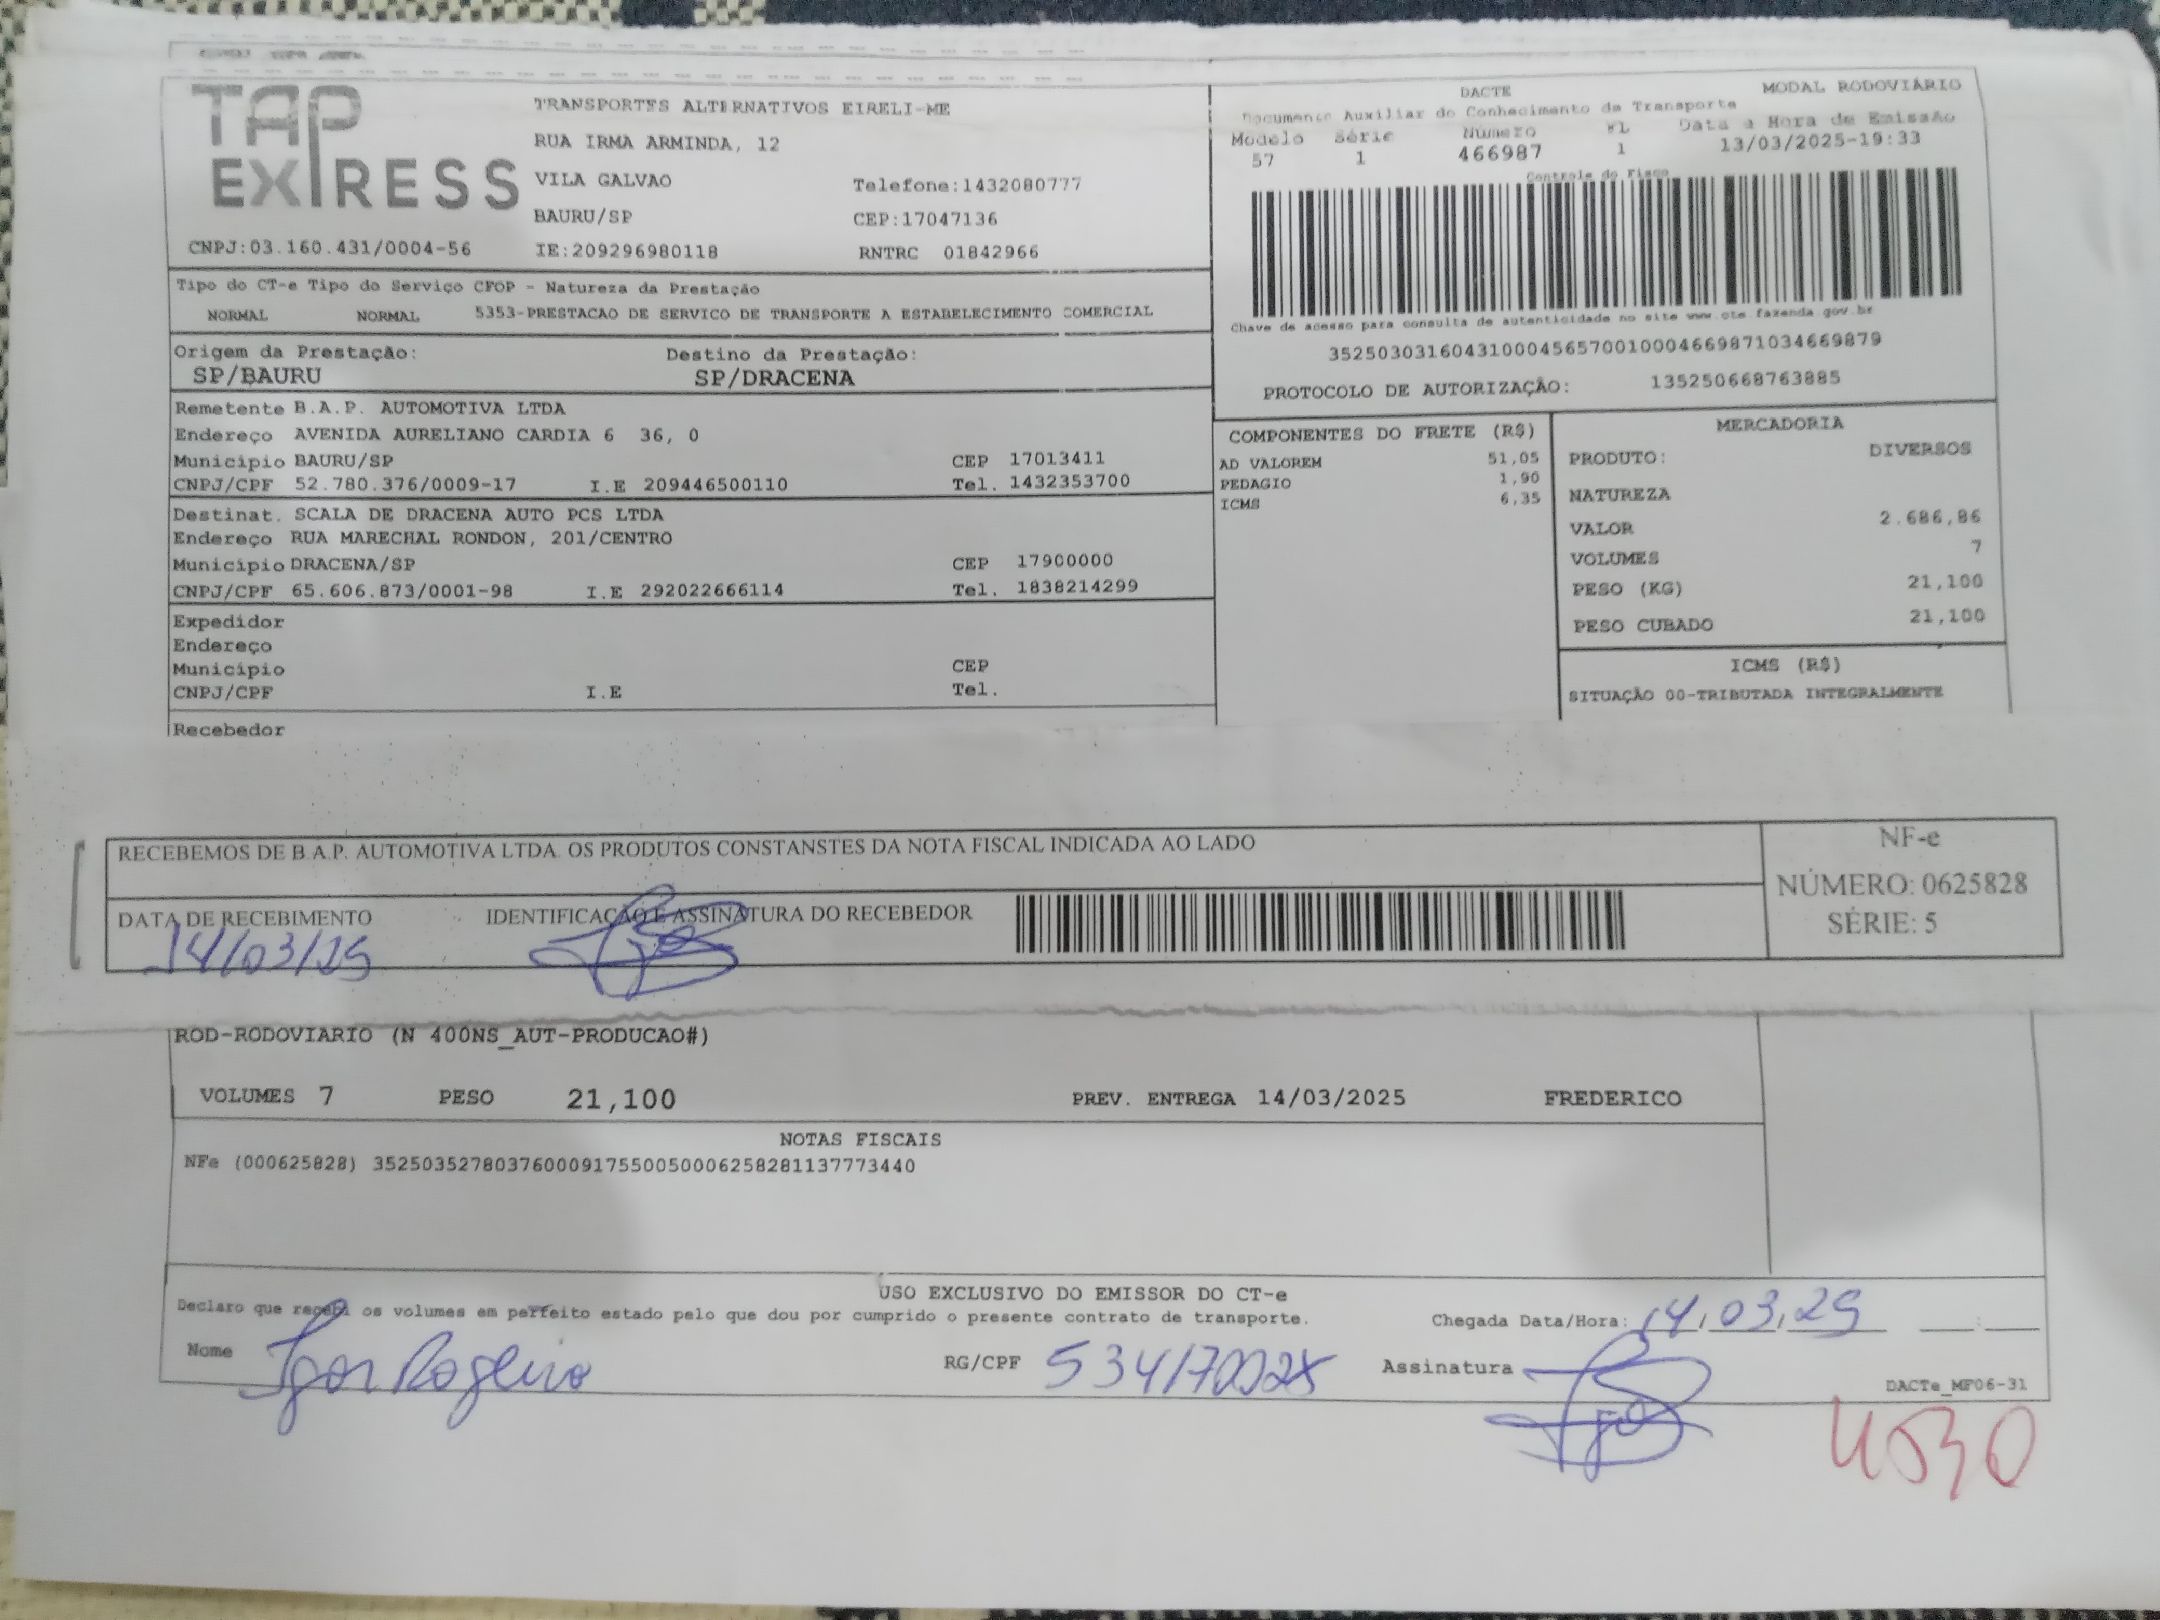 TAP EXPRESS
TRANSPORTES ALTERNATIVOS EIRELI-ME
RUA IRMA ARMINDA, 12
VILA GALVAO Telefone:1432080777
BAURU/SP CEP:17047136
CNPJ:03.160.431/0004-56 IE:209296980118 RNTRC 01842966
DACTE MODAL RODOVIÁRIO
Documento Auxiliar do Conhecimento de Transporte
Modelo Série Número FL Data e Hora de Emissão
57 1 466987 1 13/03/2025-19:33
Controle do Fisco
Chave de acesso para consulta de autenticidade no site www.cte.fazenda.gov.br
35250303160431000456570010004669871034669879
PROTOCOLO DE AUTORIZAÇÃO: 135250668763885
Tipo do CT-e Tipo do Serviço CFOP - Natureza da Prestação
NORMAL NORMAL 5353-PRESTACAO DE SERVICO DE TRANSPORTE A ESTABELECIMENTO COMERCIAL
Origem da Prestação: Destino da Prestação:
SP/BAURU SP/DRACENA
Remetente B.A.P. AUTOMOTIVA LTDA
Endereço AVENIDA AURELIANO CARDIA 6 36, 0
Município BAURU/SP CEP 17013411
CNPJ/CPF 52.780.376/0009-17 I.E 209446500110 Tel. 1432353700
Destinat. SCALA DE DRACENA AUTO PCS LTDA
Endereço RUA MARECHAL RONDON, 201/CENTRO
Município DRACENA/SP CEP 17900000
CNPJ/CPF 65.606.873/0001-98 I.E 292022666114 Tel. 1838214299
Expedidor
Endereço
Município CEP
CNPJ/CPF I.E Tel.
Recebedor
COMPONENTES DO FRETE (R$)
AD VALOREM 51,05
PEDAGIO 1,90
ICMS 6,35
MERCADORIA
PRODUTO: DIVERSOS
NATUREZA
VALOR 2.686,86
VOLUMES 7
PESO (KG) 21,100
PESO CUBADO 21,100
ICMS (R$)
SITUAÇÃO 00-TRIBUTADA INTEGRALMENTE
RECEBEMOS DE B.A.P. AUTOMOTIVA LTDA. OS PRODUTOS CONSTANSTES DA NOTA FISCAL INDICADA AO LADO
DATA DE RECEBIMENTO IDENTIFICAÇÃO E ASSINATURA DO RECEBEDOR
14/03/25
NF-e
NÚMERO: 0625828
SÉRIE: 5
ROD-RODOVIARIO (N 400NS_AUT-PRODUCAO#)
VOLUMES 7 PESO 21,100 PREV. ENTREGA 14/03/2025 FREDERICO
NOTAS FISCAIS
NFe (000625828) 35250352780376000917550050006258281137773440
USO EXCLUSIVO DO EMISSOR DO CT-e
Declaro que recebi os volumes em perfeito estado pelo que dou por cumprido o presente contrato de transporte.
Chegada Data/Hora: 14,03,25 :
Nome Igor Rogerio RG/CPF Assinatura
DACTe_MF06-31